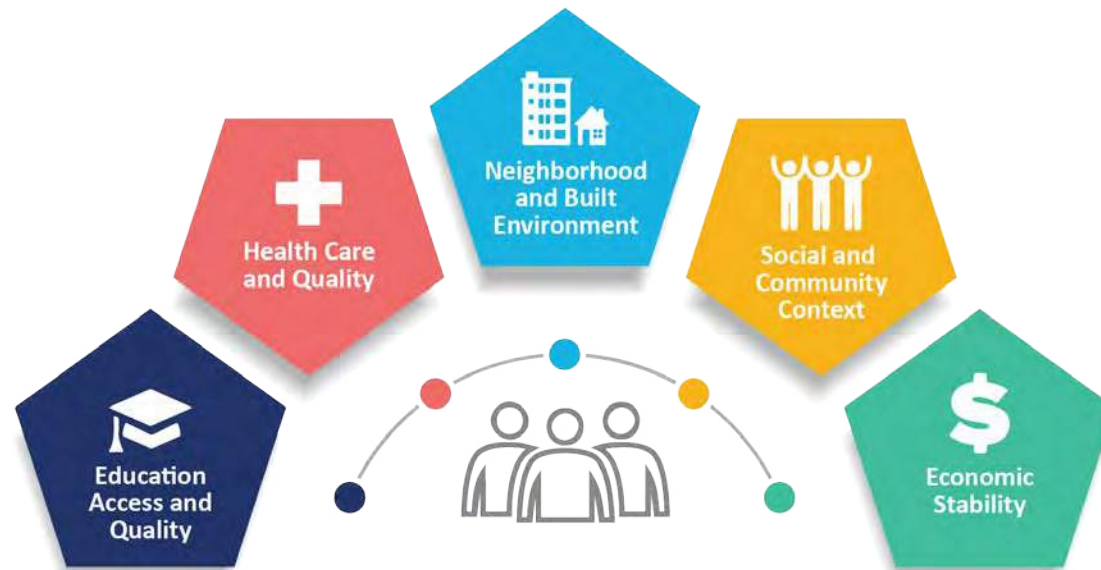 Education
Access and
Quality
Health Care
and Quality
Neighborhood
and Built
Environment
Social and
Community
Context
$
Economic
Stability